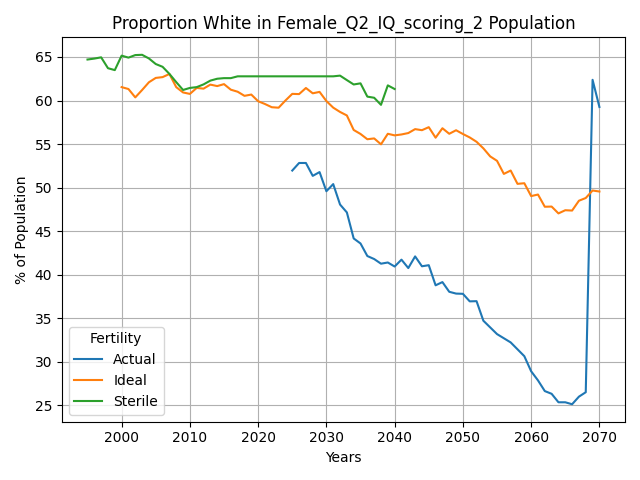 Proportion White in Female_Q2_IQ_scoring_2 Population
65
60
55
50
45
40
35
30
25
% of Population
Fertility
Actual
Ideal
Sterile
2000 2010 2020 2030 2040 2050 2060 2070
Years